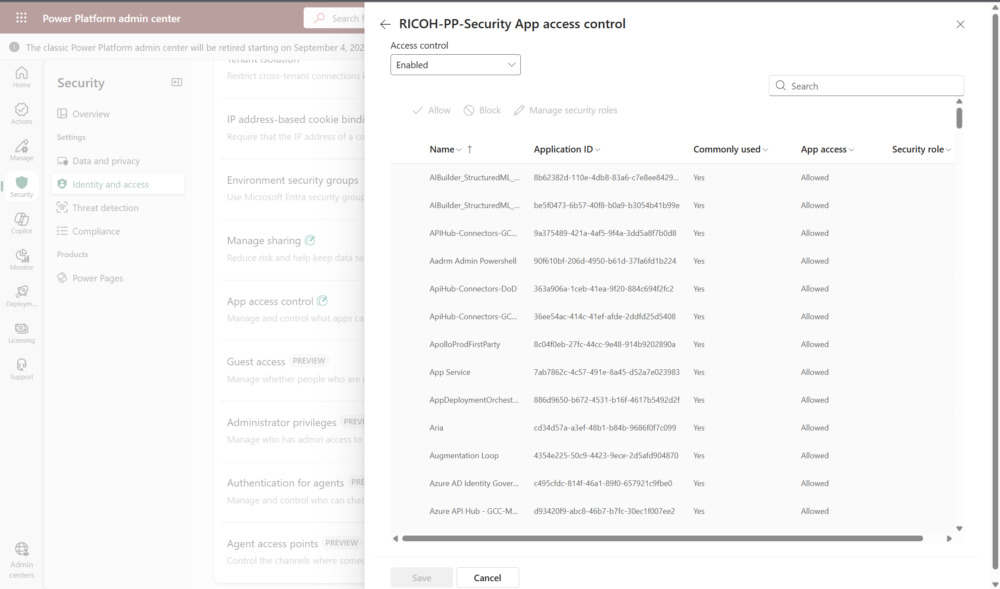 Power Platform admin center
Search f
The classic Power Platform admin center will be retired starting on September 4, 202
Home
Actions
Manage
Security
Copilot
Monitor
Deploym...
Licensing
Support
Admin
centers
Security
Overview
Settings
Data and privacy
Identity and access
Threat detection
Compliance
Products
Power Pages
Tenant isolation
Restrict cross-tenant connections i
IP address-based cookie bindi
Require that the IP address of a co
Environment security groups
Use Microsoft Entra security group
Manage sharing
Reduce risk and help keep data se
App access control
Manage and control what apps ca
Guest access PREVIEW
Manage whether people who are c
Administrator privileges PREVI
Manage who has admin access to
Authentication for agents PRE
Manage and control who can chat
Agent access points PREVIEW
Control the channels where someo
RICOH-PP-Security App access control
Access control
Enabled
Search
Allow Block Manage security roles
Name Application ID Commonly used App access Security role
AIBuilder_StructuredML_... 8b62382d-110e-4db8-83a6-c7e8ee8429... Yes Allowed
AIBuilder_StructuredML_... be5f0473-6b57-40f8-b0a9-b3054b41b99e Yes Allowed
APIHub-Connectors-GC... 9a375489-421a-4af5-9f4a-3dd5a8f7b0d8 Yes Allowed
Aadrm Admin Powershell 90f610bf-206d-4950-b61d-37fa6fd1b224 Yes Allowed
ApiHub-Connectors-DoD 363a906a-1ceb-41ea-9f20-884c694f2fc2 Yes Allowed
ApiHub-Connectors-GC... 36ee54ac-414c-41ef-afde-2ddfd25d5408 Yes Allowed
ApolloProdFirstParty 8c04f0eb-27fc-44cc-9e48-914b9202890a Yes Allowed
App Service 7ab7862c-4c57-491e-8a45-d52a7e023983 Yes Allowed
AppDeploymentOrchest... 886d9650-b672-4531-b16f-4617b5492d2f Yes Allowed
Aria cd34d57a-a3ef-48b1-b84b-9686f0f7c099 Yes Allowed
Augmentation Loop 4354e225-50c9-4423-9ece-2d5afd904870 Yes Allowed
Azure AD Identity Gover... c495cfdc-814f-46a1-89f0-657921c9fbe0 Yes Allowed
Azure API Hub - GCC-M... d93420f9-abc8-46b7-b7fc-30ec1f007ee2 Yes Allowed
Save Cancel